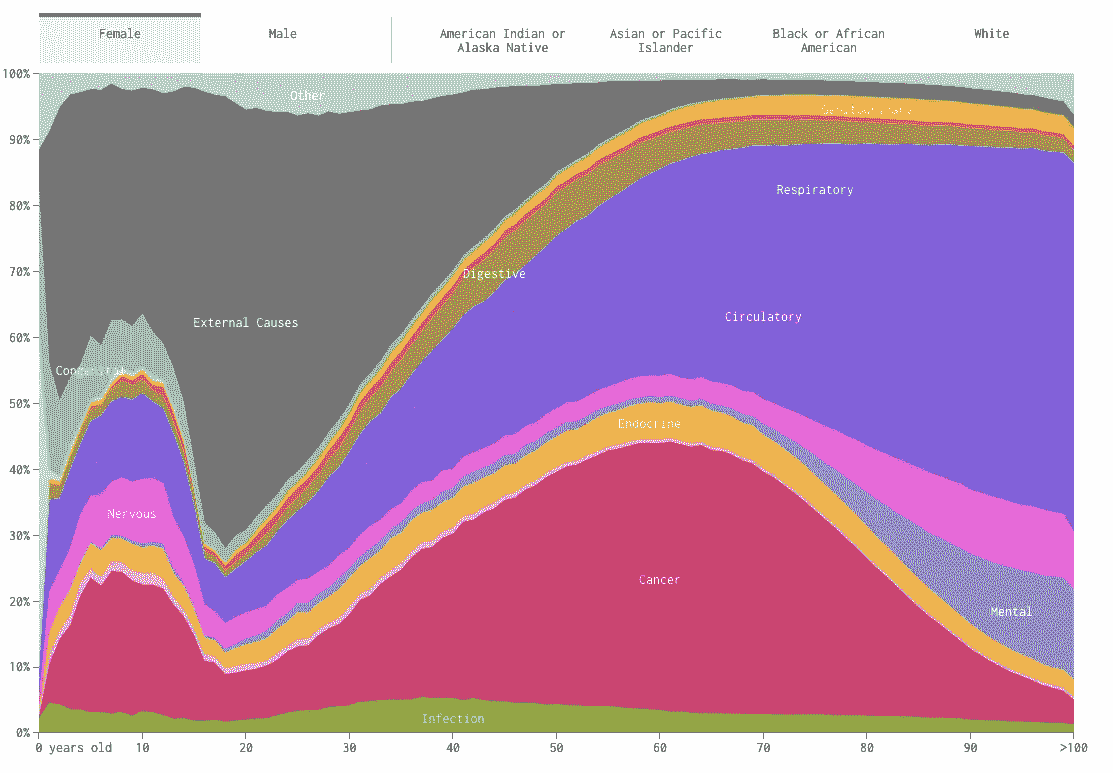 Female
Male
American Indian or
Alaska Native
Asian or Pacific
Islander
Black or African
American
White
100%
Other
90%
80%
Respiratory
70%
Digestive
60%
External Causes
Circulatory
50%
Endocrine
40%
Nervous
30%
Cancer
20%
Mental
10%
Infection
0%
0 years old 10 20 30 40 50 60 70 80 90 >100